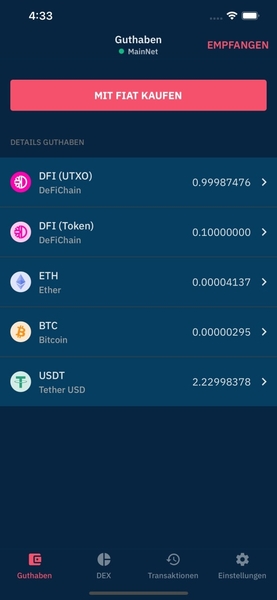 4:33
Guthaben
MainNet
EMPFANGEN
MIT FIAT KAUFEN
DETAILS GUTHABEN
DFI (UTXO)
DeFiChain
0.99987476
DFI (Token)
DeFiChain
0.10000000
ETH
Ether
0.00004137
BTC
Bitcoin
0.00000295
USDT
Tether USD
2.22998378
Guthaben
DEX
Transaktionen
Einstellungen